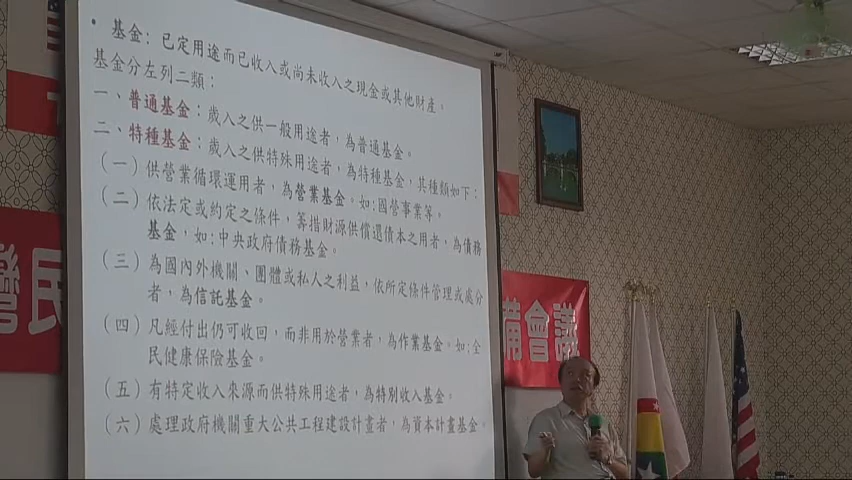 • 基金：已定用途而已收入或尚未收入之現金或其他財產。
基金分左列二類：
一、普通基金：歲入之供一般用途者，為普通基金。
二、特種基金：歲入之供特殊用途者，為特種基金，其種類如下：
（一）供營業循環運用者，為營業基金。如:國營事業等。
（二）依法定或約定之條件，籌措財源供償還債本之用者，為債務
基金，如:中央政府債務基金。
（三）為國內外機關、團體或私人之利益，依所定條件管理或處分
者，為信託基金。
（四）凡經付出仍可收回，而非用於營業者，為作業基金。如:全
民健康保險基金。
（五）有特定收入來源而供特殊用途者，為特別收入基金。
（六）處理政府機關重大公共工程建設計畫者，為資本計畫基金。
灣民
備會議